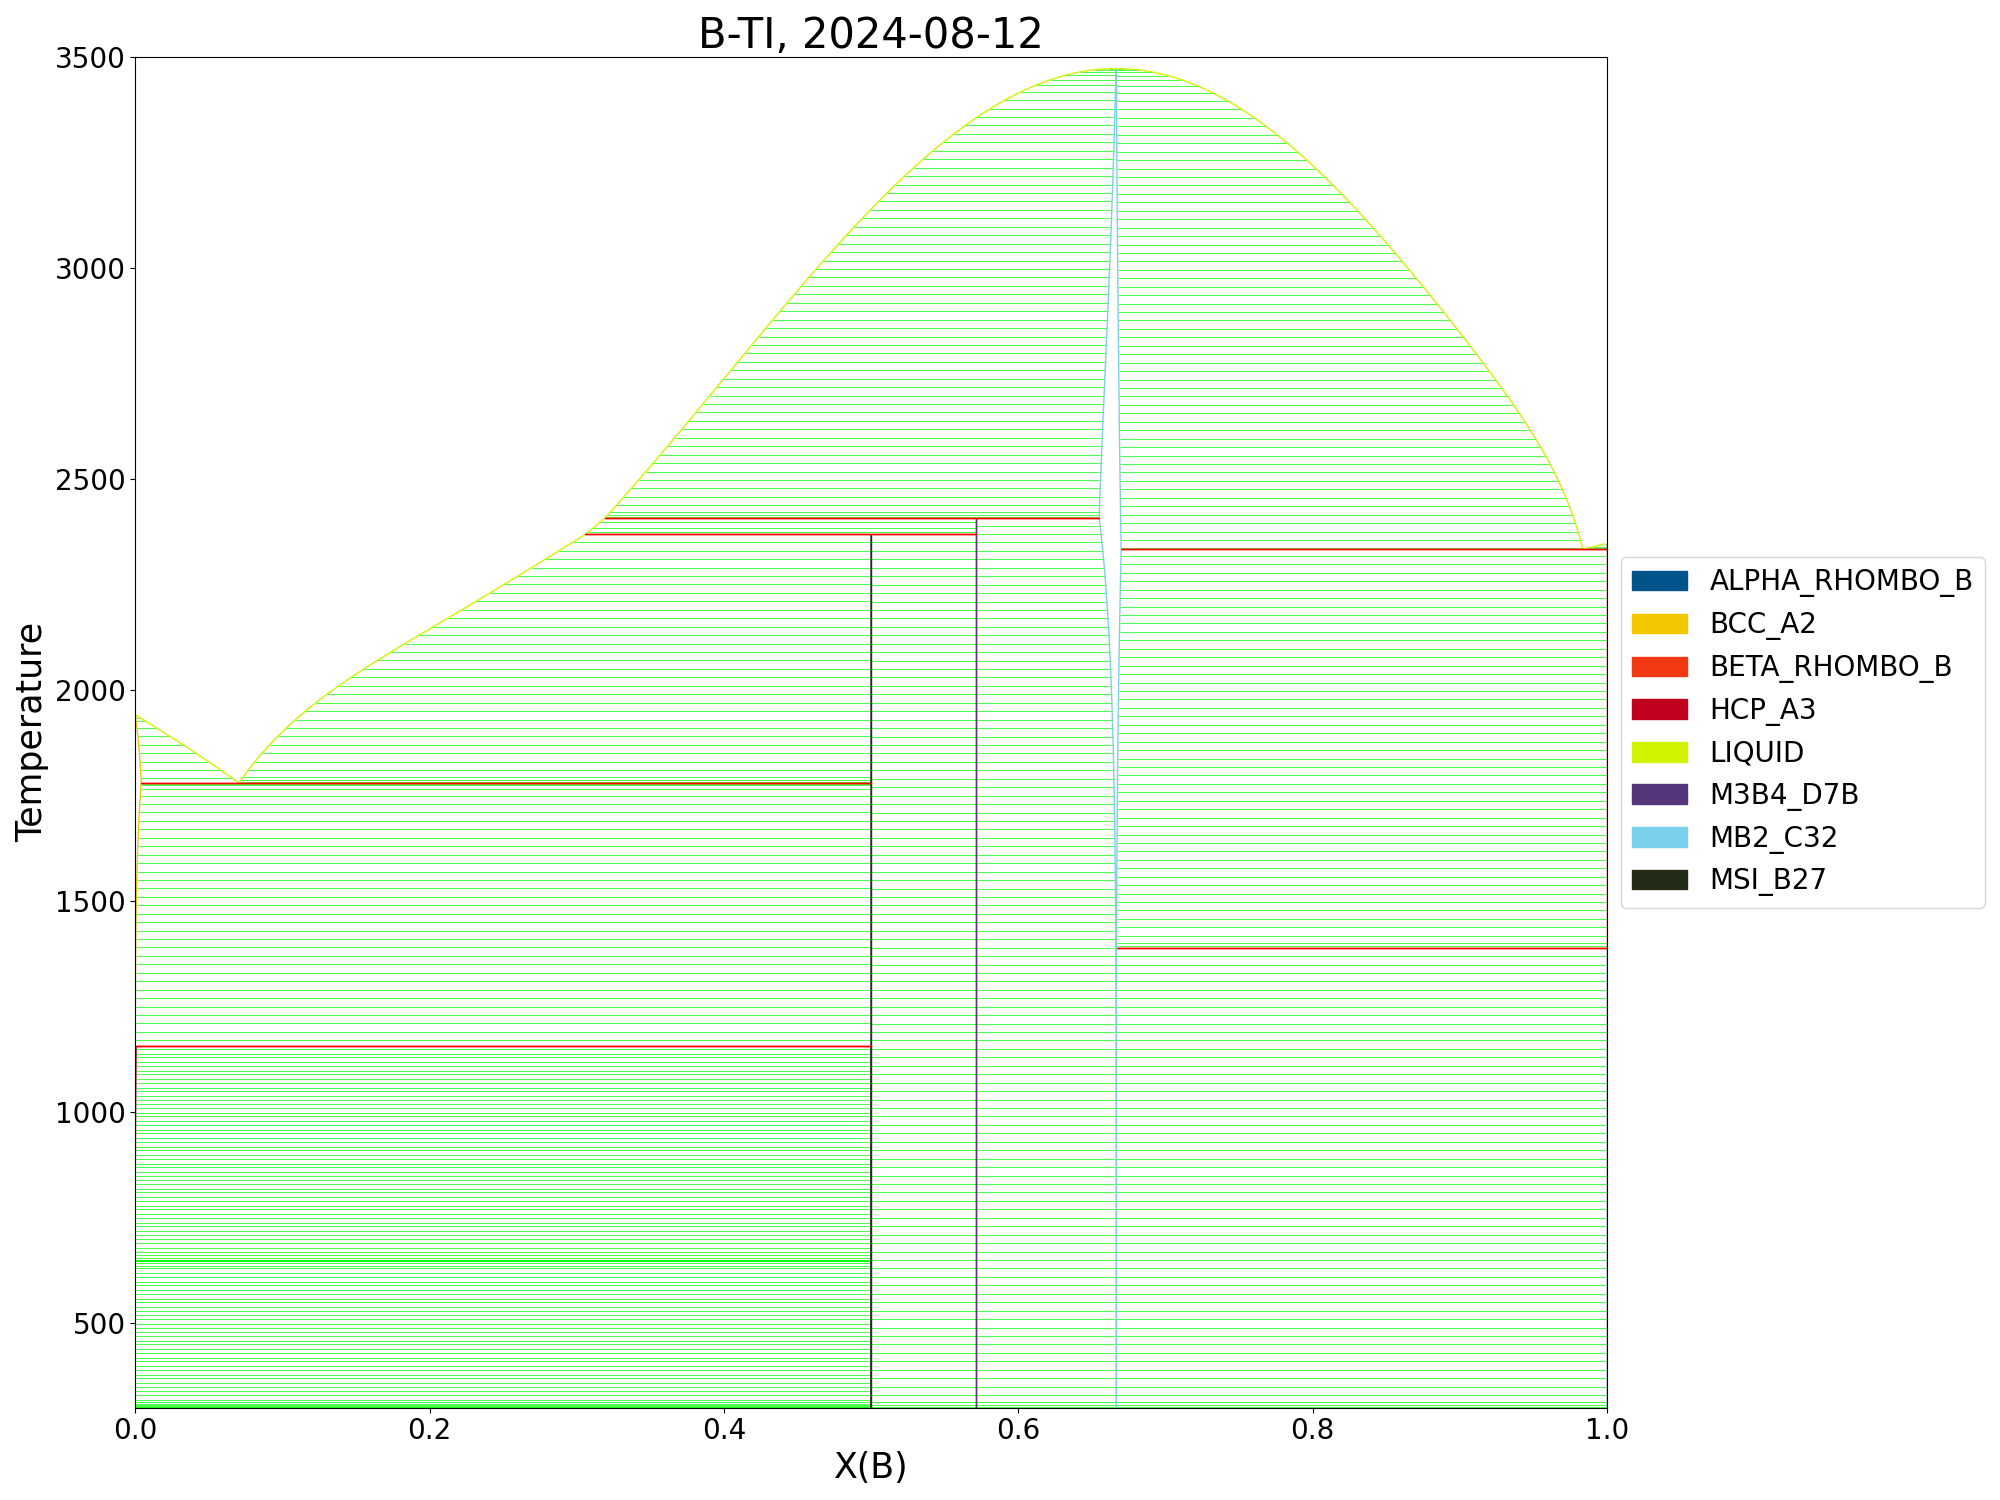 B-TI, 2024-08-12
Temperature
3500
3000
2500
2000
1500
1000
500
0.0 0.2 0.4 0.6 0.8 1.0
X(B)
ALPHA_RHOMBO_B
BCC_A2
BETA_RHOMBO_B
HCP_A3
LIQUID
M3B4_D7B
MB2_C32
MSI_B27